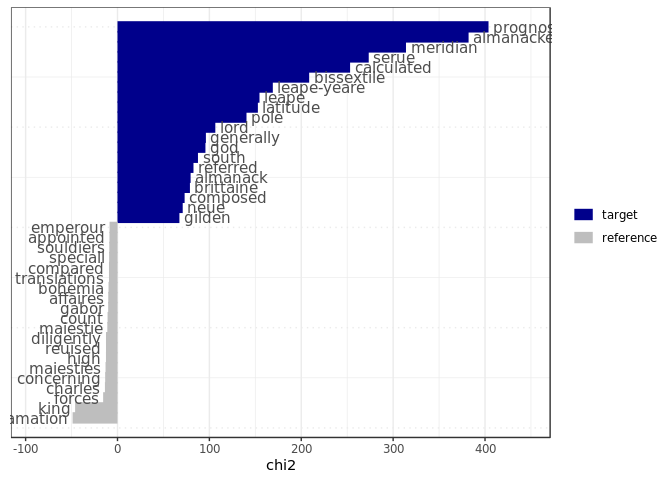 prognos
almanacke
meridian
serue
calculated
bissextile
leape-yeare
leape
latitude
pole
lord
generally
god
south
referred
almanack
brittaine
composed
neue
gilden
emperour
appointed
souldiers
speciall
compared
translations
bohemia
affaires
gabor
count
maiestie
diligently
reuised
high
maiesties
concerning
charles
forces
king
amation
-100 0 100 200 300 400
chi2
target
reference